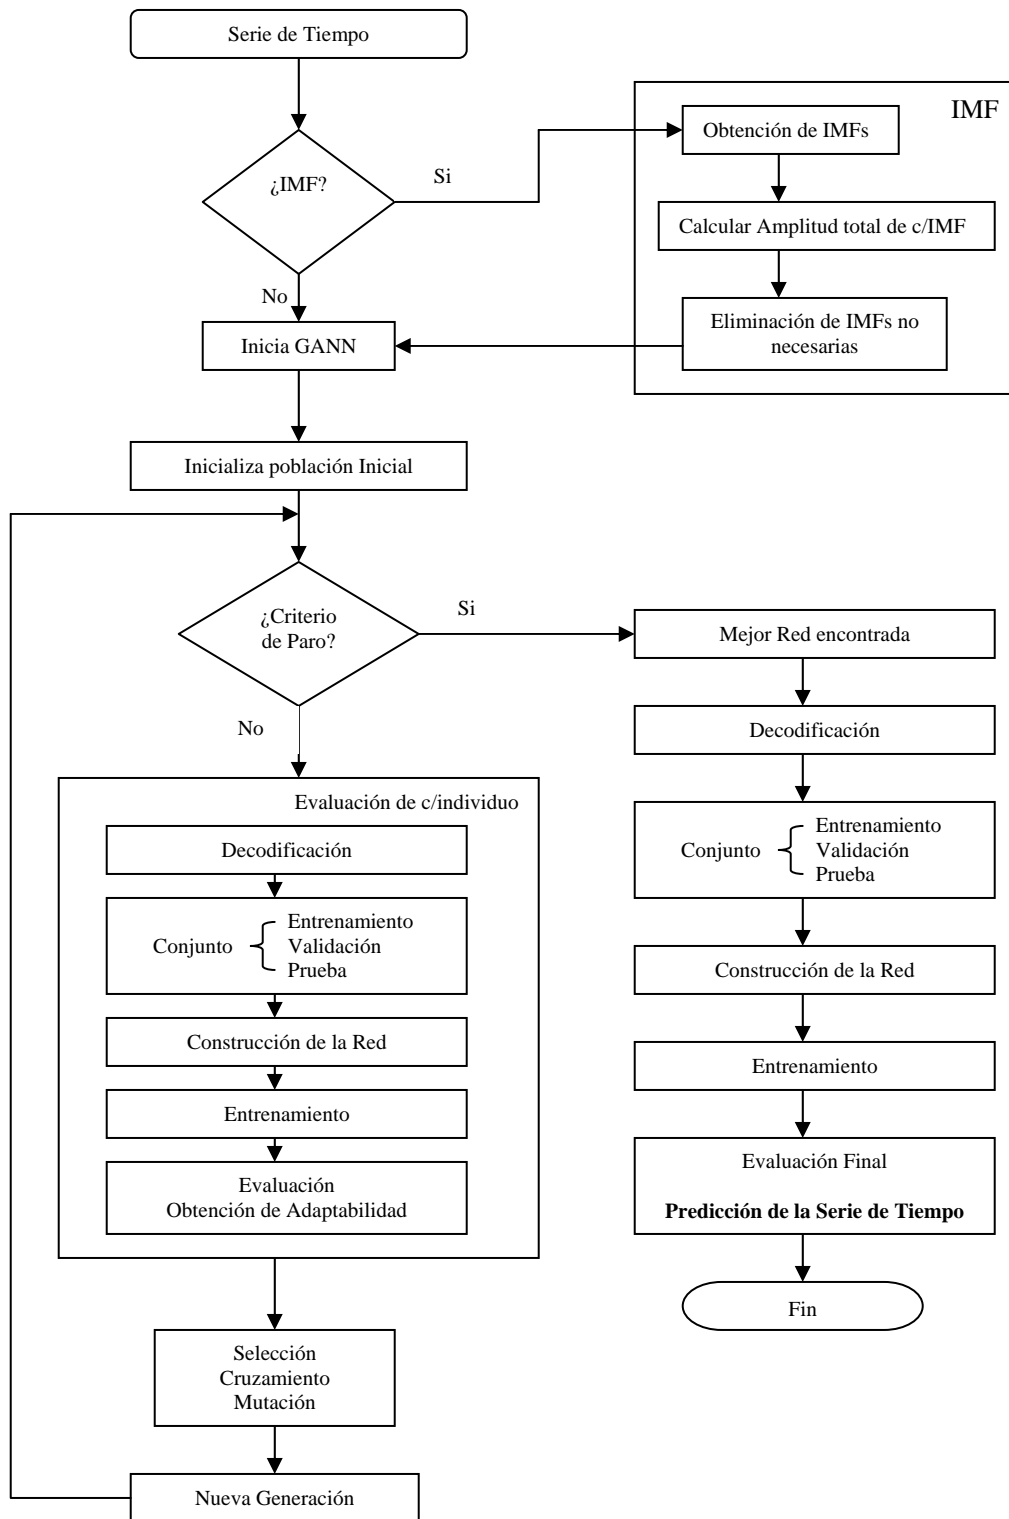 Serie de Tiempo
IMF
Obtención de IMFs
¿IMF?
Si
Calcular Amplitud total de c/IMF
No
Eliminación de IMFs no
necesarias
Inicia GANN
Inicializa población Inicial
¿Criterio
de Paro?
Si
No
Evaluación de c/individuo
Decodificación
Conjunto
Entrenamiento
Validación
Prueba
Construcción de la Red
Entrenamiento
Evaluación
Obtención de Adaptabilidad
Selección
Cruzamiento
Mutación
Nueva Generación
Mejor Red encontrada
Decodificación
Conjunto
Entrenamiento
Validación
Prueba
Construcción de la Red
Entrenamiento
Evaluación Final
Predicción de la Serie de Tiempo
Fin